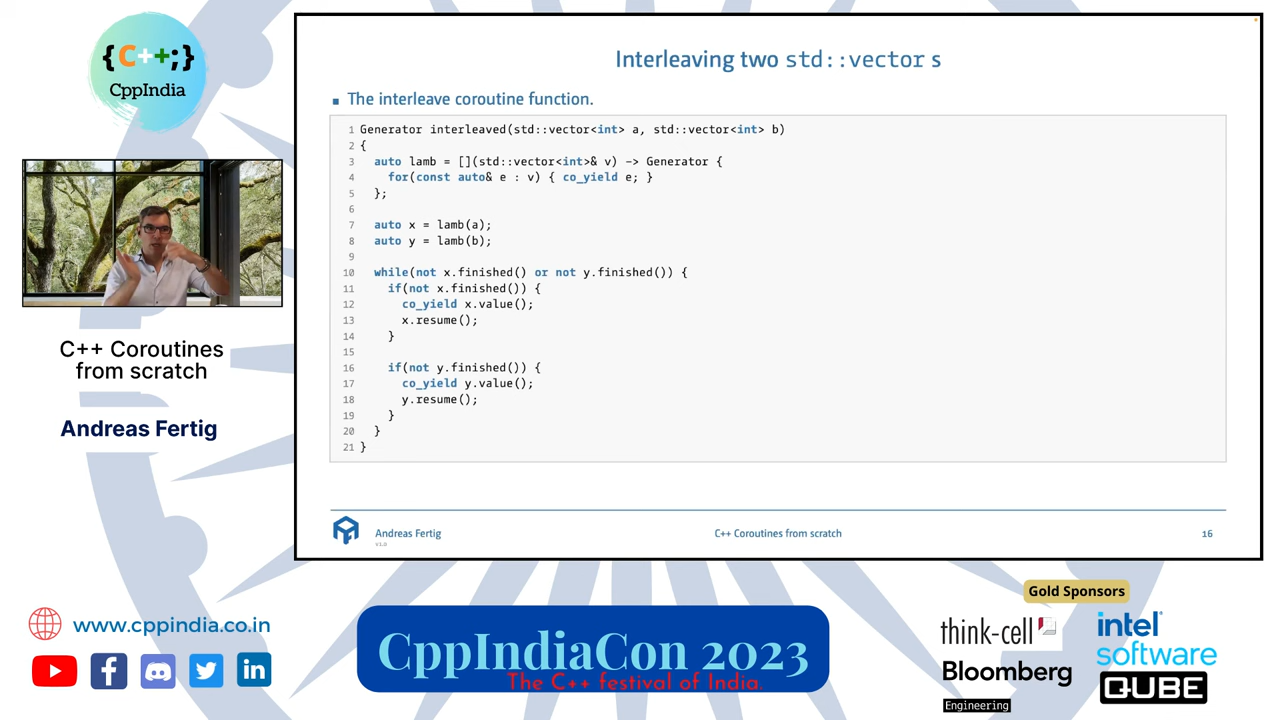 {C++;}
CppIndia
C++ Coroutines
from scratch
Andreas Fertig
Interleaving two std::vector s
The interleave coroutine function.
1 Generator interleaved(std::vector<int> a, std::vector<int> b)
2 {
3 auto lamb = [](std::vector<int>& v) -> Generator {
4 for(const auto& e : v) { co_yield e; }
5 };
6
7 auto x = lamb(a);
8 auto y = lamb(b);
9
10 while(not x.finished() or not y.finished()) {
11 if(not x.finished()) {
12 co_yield x.value();
13 x.resume();
14 }
15
16 if(not y.finished()) {
17 co_yield y.value();
18 y.resume();
19 }
20 }
21 }
Andreas Fertig
v1.0
C++ Coroutines from scratch
16
www.cppindia.co.in
CppIndiaCon 2023
The C++ festival of India.
Gold Sponsors
think-cell
intel
software
Bloomberg
Engineering
QUBE